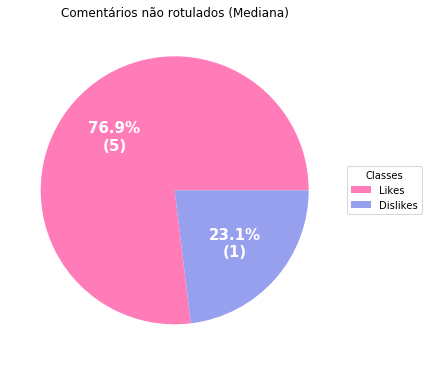 Comentários não rotulados (Mediana)
76.9%
(5)
23.1%
(1)
Classes
Likes
Dislikes